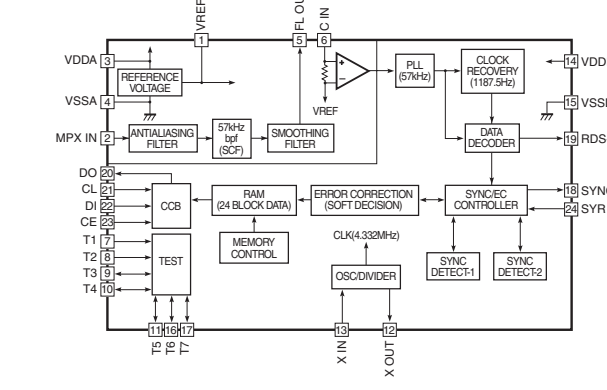 VREF
FL OU
C IN
1
5
6
VDDA 3
REFERENCE
VOLTAGE
VSSA 4
+
−
VREF
PLL
(57kHz)
CLOCK
RECOVERY
(1187.5Hz)
14 VDD
15 VSS
MPX IN 2
ANTIALIASING
FILTER
57kHz
bpf
(SCF)
SMOOTHING
FILTER
DATA
DECODER
19 RDS
DO 20
CL 21
DI 22
CE 23
CCB
RAM
(24 BLOCK DATA)
ERROR CORRECTION
(SOFT DECISION)
SYNC/EC
CONTROLLER
18 SYN
24 SYR
T1 7
T2 8
T3 9
T4 10
TEST
MEMORY
CONTROL
CLK(4.332MHz)
OSC/DIVIDER
SYNC
DETECT-1
SYNC
DETECT-2
11 16 17
13
12
T5
T6
T7
X IN
X OUT